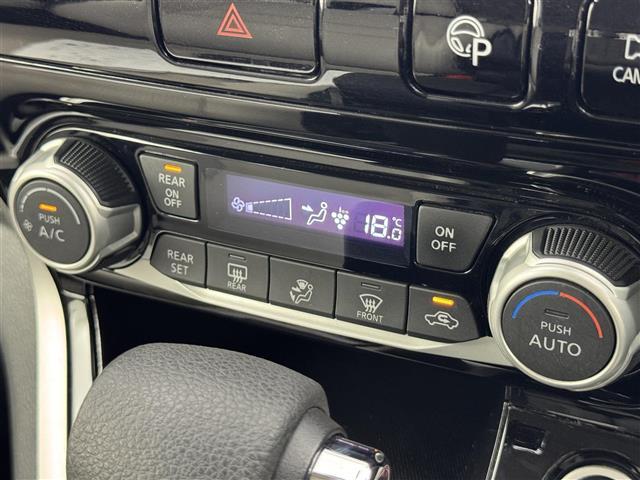 P
CAM
REAR
ON
OFF
18.0
°C
ON
OFF
PUSH
A/C
REAR
SET
REAR
FRONT
PUSH
AUTO